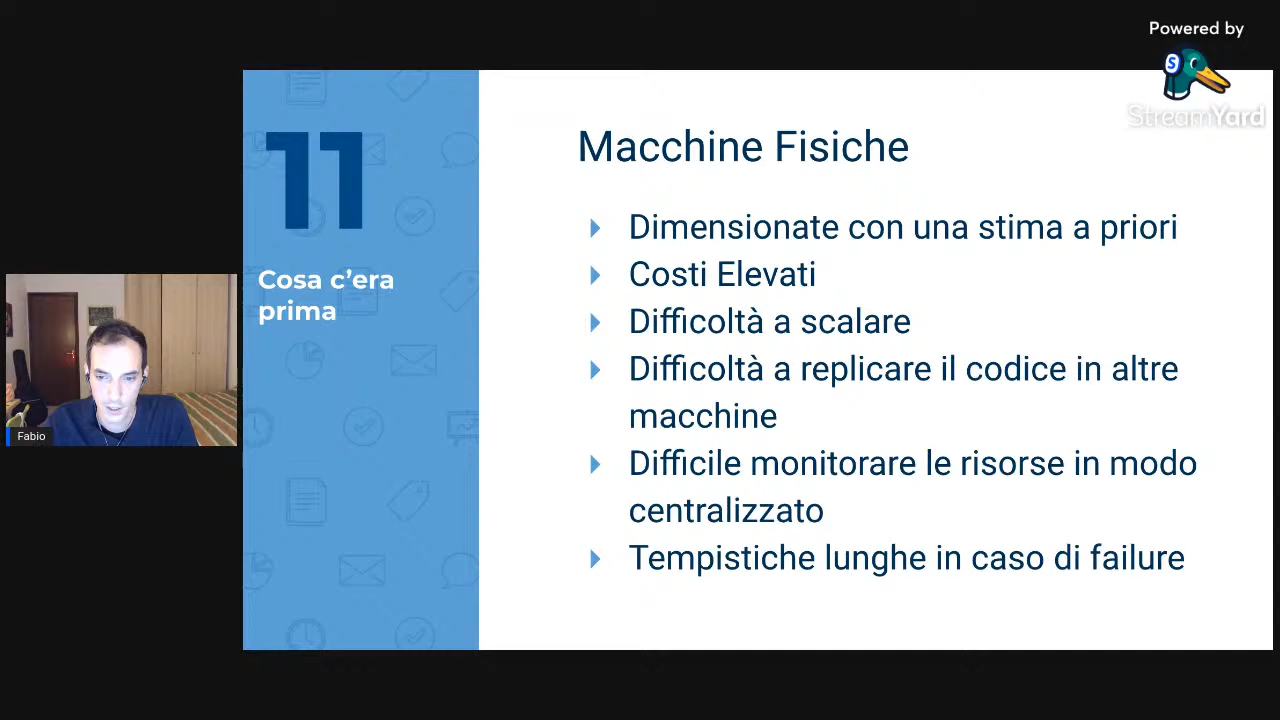 Powered by
StreamYard
11
Cosa c’era
prima
Macchine Fisiche
Dimensionate con una stima a priori
Costi Elevati
Difficoltà a scalare
Difficoltà a replicare il codice in altre
macchine
Difficile monitorare le risorse in modo
centralizzato
Tempistiche lunghe in caso di failure
Fabio